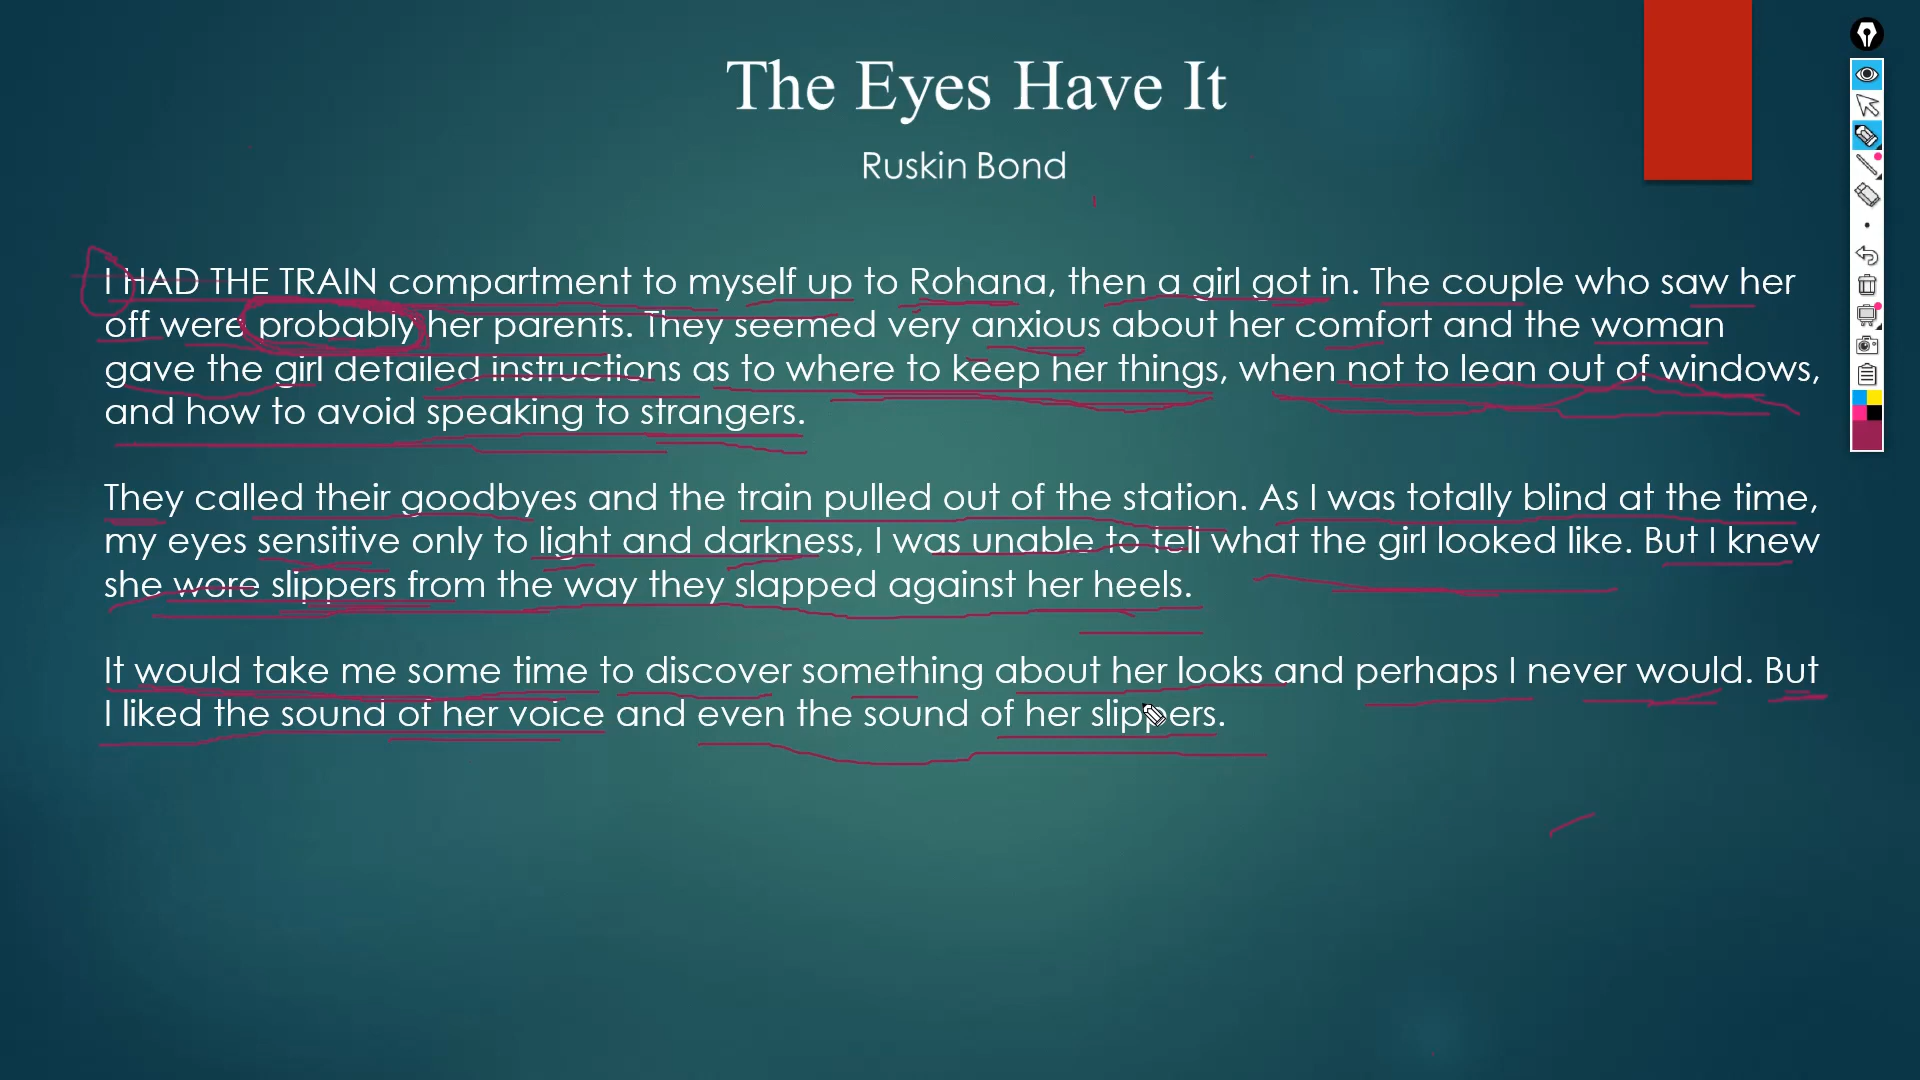 The Eyes Have It
Ruskin Bond
I HAD THE TRAIN compartment to myself up to Rohana, then a girl got in. The couple who saw her
off were probably her parents. They seemed very anxious about her comfort and the woman
gave the girl detailed instructions as to where to keep her things, when not to lean out of windows,
and how to avoid speaking to strangers.
They called their goodbyes and the train pulled out of the station. As I was totally blind at the time,
my eyes sensitive only to light and darkness, I was unable to tell what the girl looked like. But I knew
she wore slippers from the way they slapped against her heels.
It would take me some time to discover something about her looks and perhaps I never would. But
I liked the sound of her voice and even the sound of her slippers.